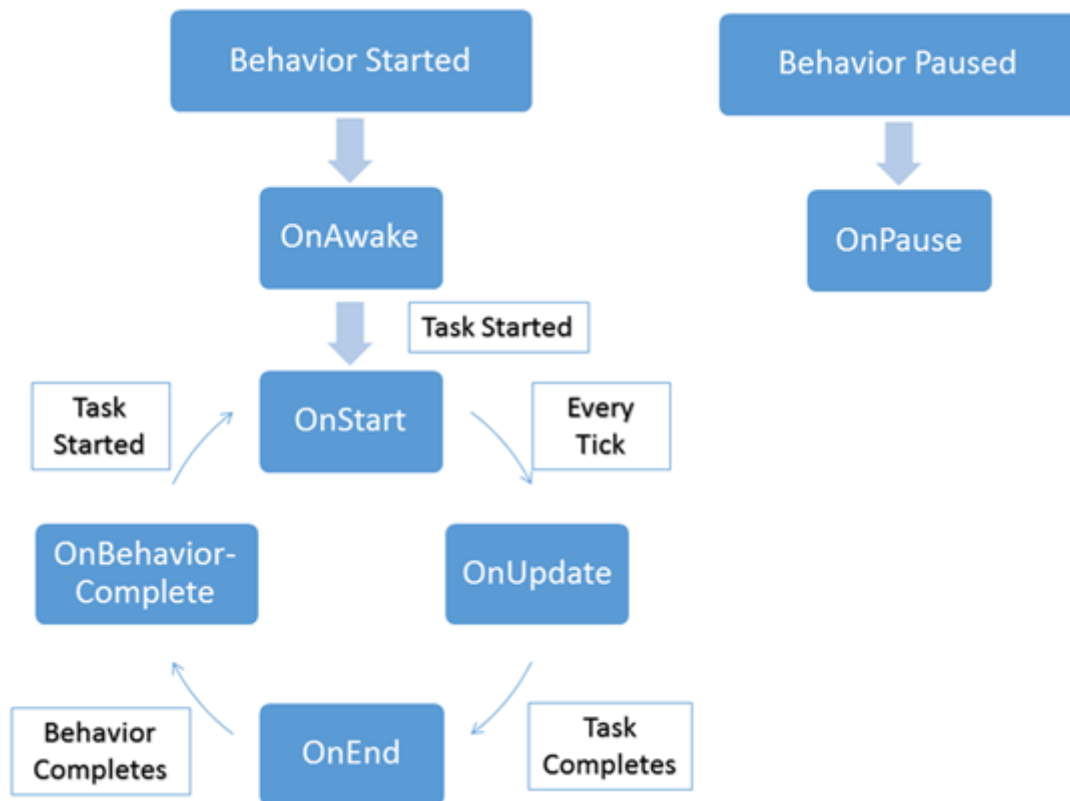 Behavior Started
Behavior Paused
OnAwake
OnPause
Task Started
Task
Started
OnStart
Every
Tick
OnBehavior-
Complete
OnUpdate
Behavior
Completes
OnEnd
Task
Completes